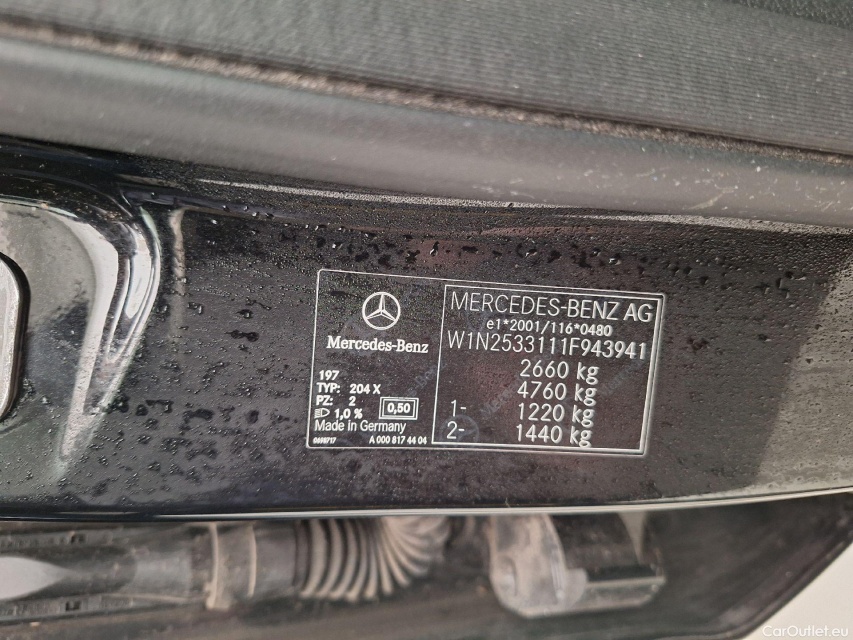 Mercedes-Benz
197
TYP: 204 X
PZ: 2
1,0 % 0,50
Made in Germany
A 000 817 44 04
MERCEDES-BENZ AG
e1*2001/116*0480
W1N2533111F943941
2660 kg
4760 kg
1- 1220 kg
2- 1440 kg
CarOutlet.eu